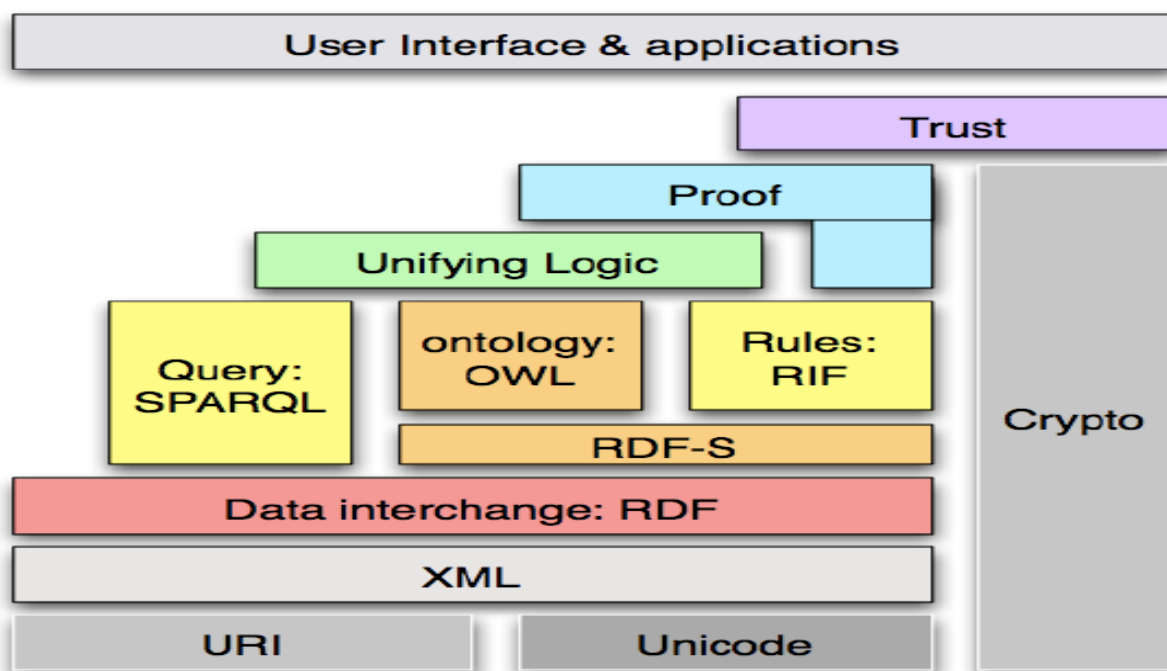 User Interface & applications
Trust
Proof
Unifying Logic
Query:
SPARQL
ontology:
OWL
Rules:
RIF
Crypto
RDF-S
Data interchange: RDF
XML
URI
Unicode